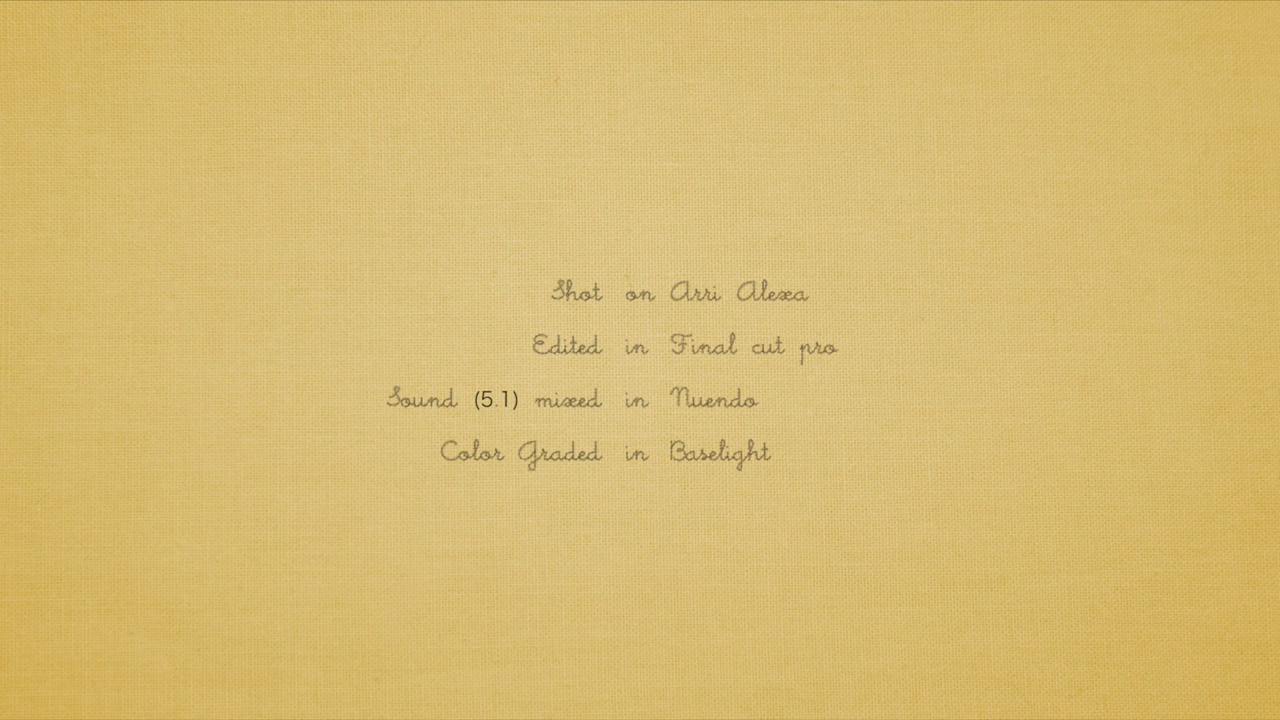 Shot on Arri Alexa
Edited in Final cut pro
Sound (5.1) mixed in Nuendo
Color Graded in Baselight